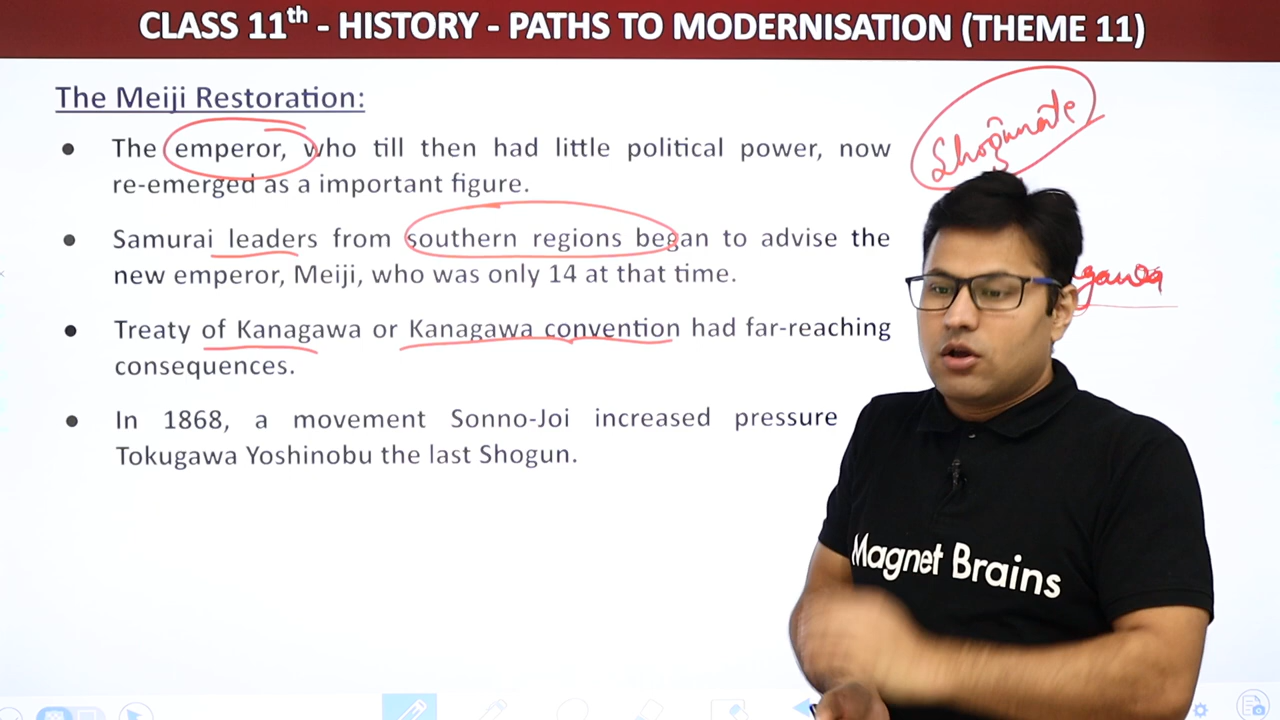 CLASS 11th - HISTORY - PATHS TO MODERNISATION (THEME 11)
The Meiji Restoration:
Shogunate
● The emperor, who till then had little political power, now
re-emerged as a important figure.
● Samurai leaders from southern regions began to advise the
new emperor, Meiji, who was only 14 at that time.
gawa
● Treaty of Kanagawa or Kanagawa convention had far-reaching
consequences.
● In 1868, a movement Sonno-Joi increased pressure
Tokugawa Yoshinobu the last Shogun.
Magnet Brains